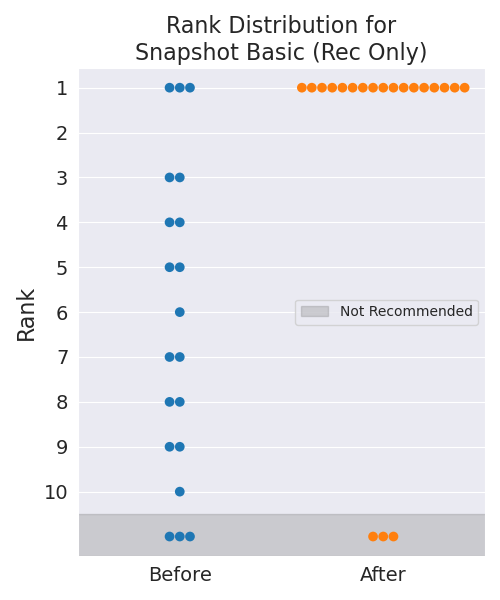 Rank Distribution for
Snapshot Basic (Rec Only)
Rank
1
2
3
4
5
6
7
8
9
10
Not Recommended
Before
After